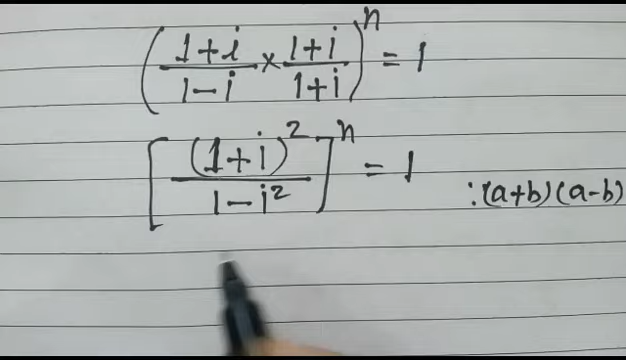 ((1+i)/(1-i) × (1+i)/(1+i))^n = 1
[(1+i)^2/(1-i^2)]^n = 1
:(a+b)(a-b)